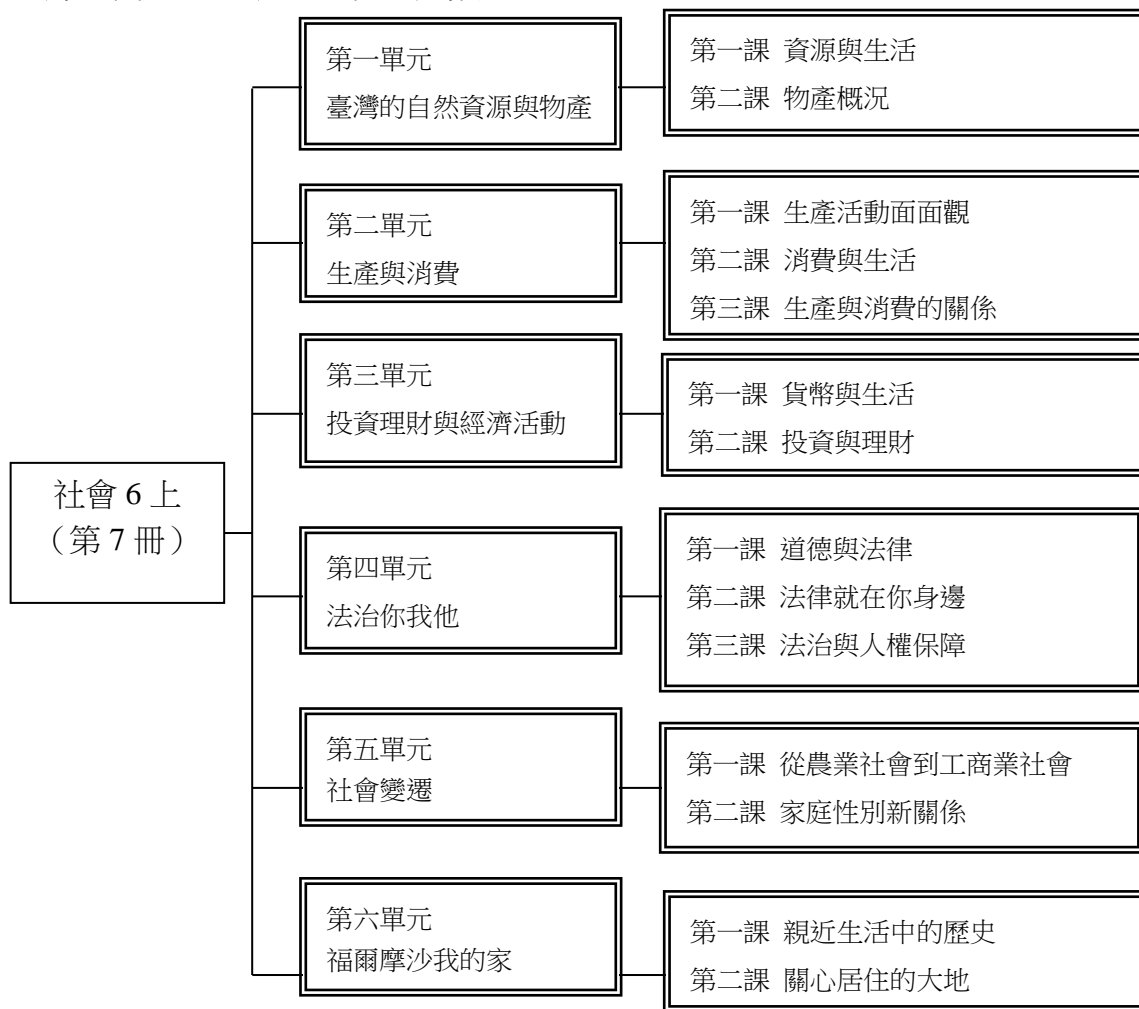 社會 6 上
（第 7 冊）
第一單元
臺灣的自然資源與物產
第一課 資源與生活
第二課 物產概況
第二單元
生產與消費
第一課 生產活動面面觀
第二課 消費與生活
第三課 生產與消費的關係
第三單元
投資理財與經濟活動
第一課 貨幣與生活
第二課 投資與理財
第四單元
法治你我他
第一課 道德與法律
第二課 法律就在你身邊
第三課 法治與人權保障
第五單元
社會變遷
第一課 從農業社會到工商業社會
第二課 家庭性別新關係
第六單元
福爾摩沙我的家
第一課 親近生活中的歷史
第二課 關心居住的大地